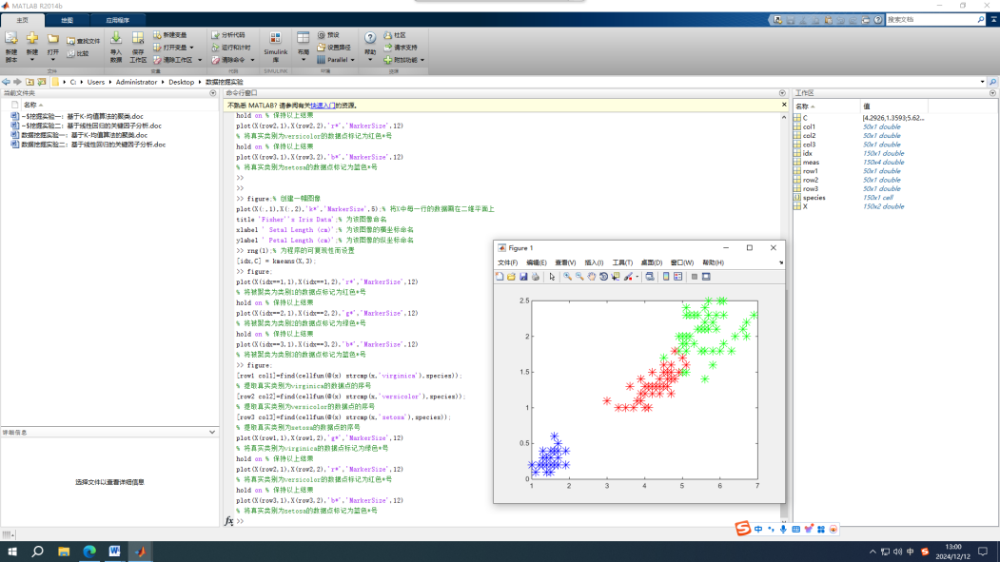 MATLAB R2014b
主页 绘图 应用程序 搜索文档
新建脚本 新建 打开 查找文件 比较 导入数据 保存工作区 新建变量 打开变量 清除工作区 分析代码 运行和计时 清除命令 Simulink 库 布局 预设 设置路径 Parallel 帮助 社区 请求支持 附加功能
文件 变量 代码 SIMULINK 环境 资源
C: Users Administrator Desktop 数据挖掘实验
当前文件夹
名称
~$挖掘实验一：基于K-均值算法的聚类.doc
~$挖掘实验二：基于线性回归的关键因子分析.doc
数据挖掘实验一：基于K-均值算法的聚类.doc
数据挖掘实验二：基于线性回归的关键因子分析.doc
详细信息
选择文件以查看详细信息
命令行窗口
不熟悉 MATLAB? 请参阅有关快速入门的资源。
hold on % 保持以上结果
plot(X(row2,1),X(row2,2),'r*','MarkerSize',12)
% 将真实类别为versicolor的数据点标记为红色*号
hold on % 保持以上结果
plot(X(row3,1),X(row3,2),'b*','MarkerSize',12)
% 将真实类别为setosa的数据点标记为蓝色*号
>>
>>
>> figure;% 创建一幅图像
plot(X(:,1),X(:,2),'k*','MarkerSize',5);% 将X中每一行的数据画在二维平面上
title 'Fisher''s Iris Data';% 为该图像命名
xlabel ' Setal Length (cm)';% 为该图像的横坐标命名
ylabel ' Petal Length (cm)';% 为该图像的纵坐标命名
>> rng(1);% 为程序的可复现性而设置
[idx,C] = kmeans(X,3);
>> figure;
plot(X(idx==1,1),X(idx==1,2),'r*','MarkerSize',12)
% 将被聚类为类别1的数据点标记为红色*号
hold on % 保持以上结果
plot(X(idx==2,1),X(idx==2,2),'g*','MarkerSize',12)
% 将被聚类为类别2的数据点标记为绿色*号
hold on % 保持以上结果
plot(X(idx==3,1),X(idx==3,2),'b*','MarkerSize',12)
% 将被聚类为类别3的数据点标记为蓝色*号
>> figure;
[row1 col1]=find(cellfun(@(x) strcmp(x,'virginica'),species));
% 提取真实类别为virginica的数据点的序号
[row2 col2]=find(cellfun(@(x) strcmp(x,'versicolor'),species));
% 提取真实类别为versicolor的数据点的序号
[row3 col3]=find(cellfun(@(x) strcmp(x,'setosa'),species));
% 提取真实类别为setosa的数据点的序号
plot(X(row1,1),X(row1,2),'g*','MarkerSize',12)
% 将真实类别为virginica的数据点标记为绿色*号
hold on % 保持以上结果
plot(X(row2,1),X(row2,2),'r*','MarkerSize',12)
% 将真实类别为versicolor的数据点标记为红色*号
hold on % 保持以上结果
plot(X(row3,1),X(row3,2),'b*','MarkerSize',12)
% 将真实类别为setosa的数据点标记为蓝色*号
fx >>
Figure 1
文件(F) 编辑(E) 查看(V) 插入(I) 工具(T) 桌面(D) 窗口(W) 帮助(H)
2.5
2
1.5
1
0.5
0
1 2 3 4 5 6 7
工作区
名称 值
C [4.2926,1.3593;5.62...
col1 50x1 double
col2 50x1 double
col3 50x1 double
idx 150x1 double
meas 150x4 double
row1 50x1 double
row2 50x1 double
row3 50x1 double
species 150x1 cell
X 150x2 double
中
中 13:00
2024/12/12